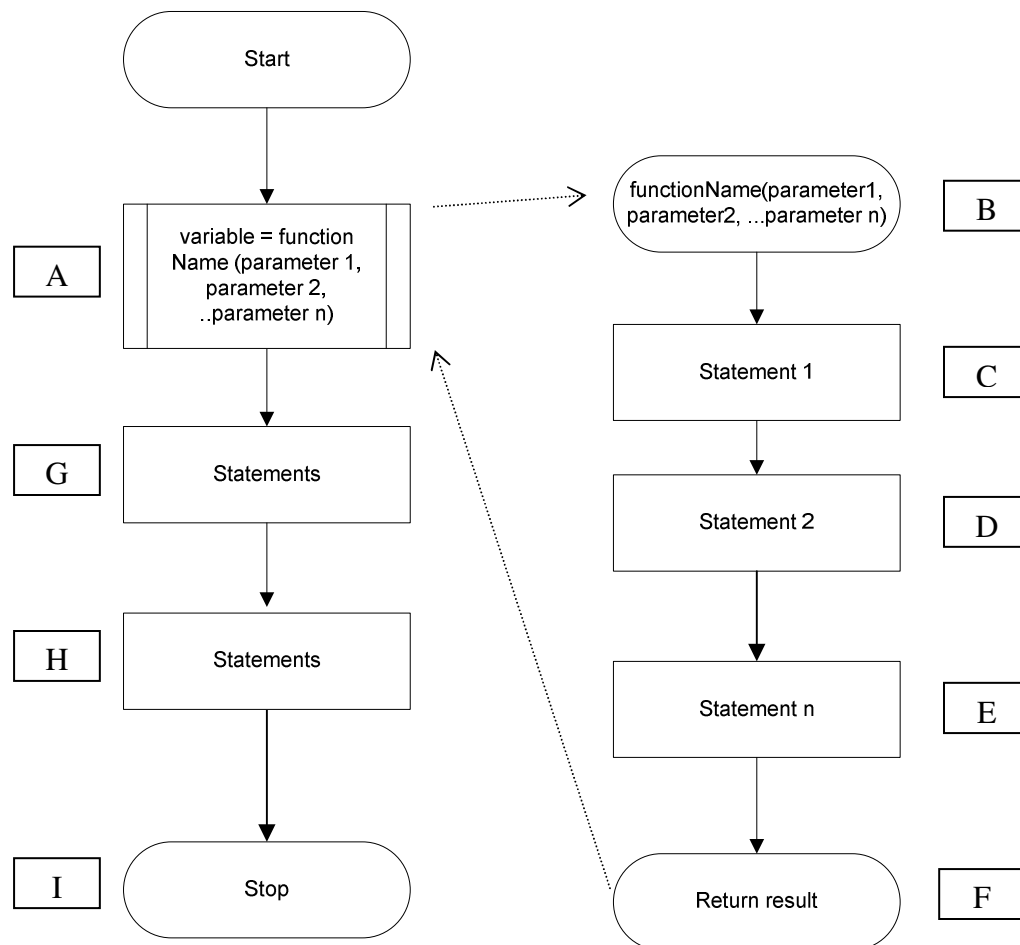 Start
A
variable = function
Name (parameter 1,
parameter 2,
..parameter n)
functionName(parameter1,
parameter2, ...parameter n)
B
Statement 1
C
G
Statements
Statement 2
D
H
Statements
Statement n
E
I
Stop
Return result
F